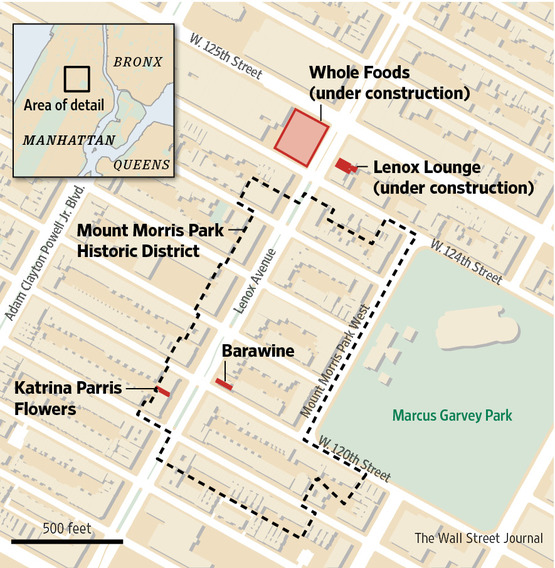 BRONX
Area of detail
MANHATTAN
QUEENS
W. 125th Street
Whole Foods
(under construction)
Lenox Lounge
(under construction)
Adam Clayton Powell Jr. Blvd.
Mount Morris Park
Historic District
Lenox Avenue
W. 124th Street
Mount Morris Park West
Barawine
Katrina Parris
Flowers
Marcus Garvey Park
W. 120th Street
500 feet
The Wall Street Journal